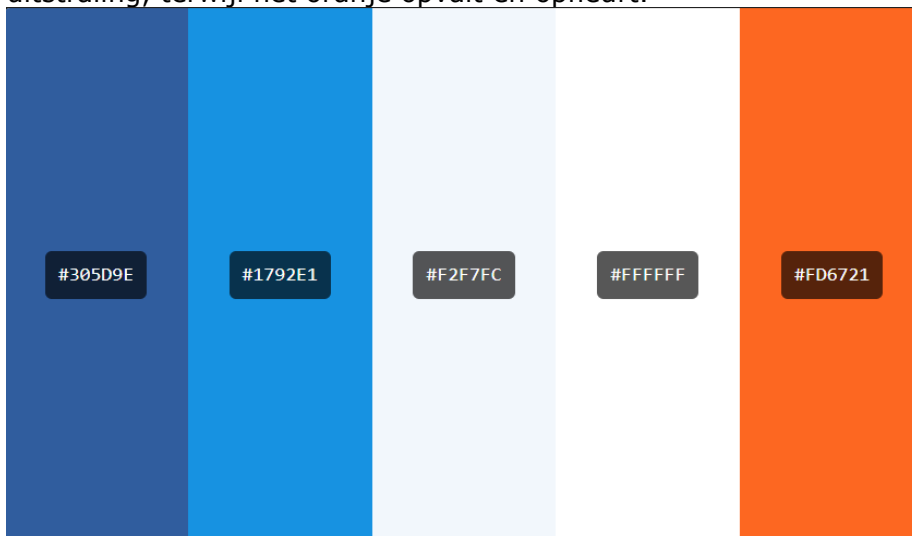 uitstraling, terwijl het oranje opvalt en opfleurt.
#305D9E
#1792E1
#F2F7FC
#FFFFFF
#FD6721